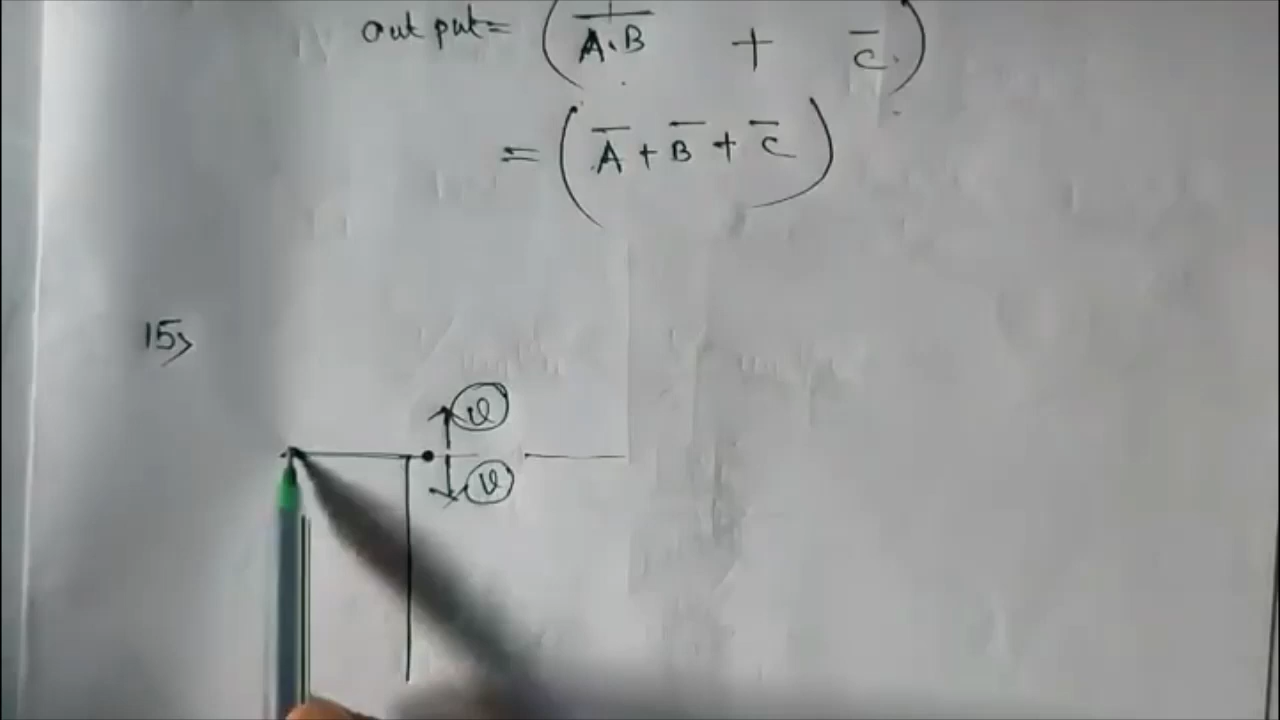 output = (A̅.̅B̅ + C̅)
= (A̅ + B̅ + C̅)
15>
v
v